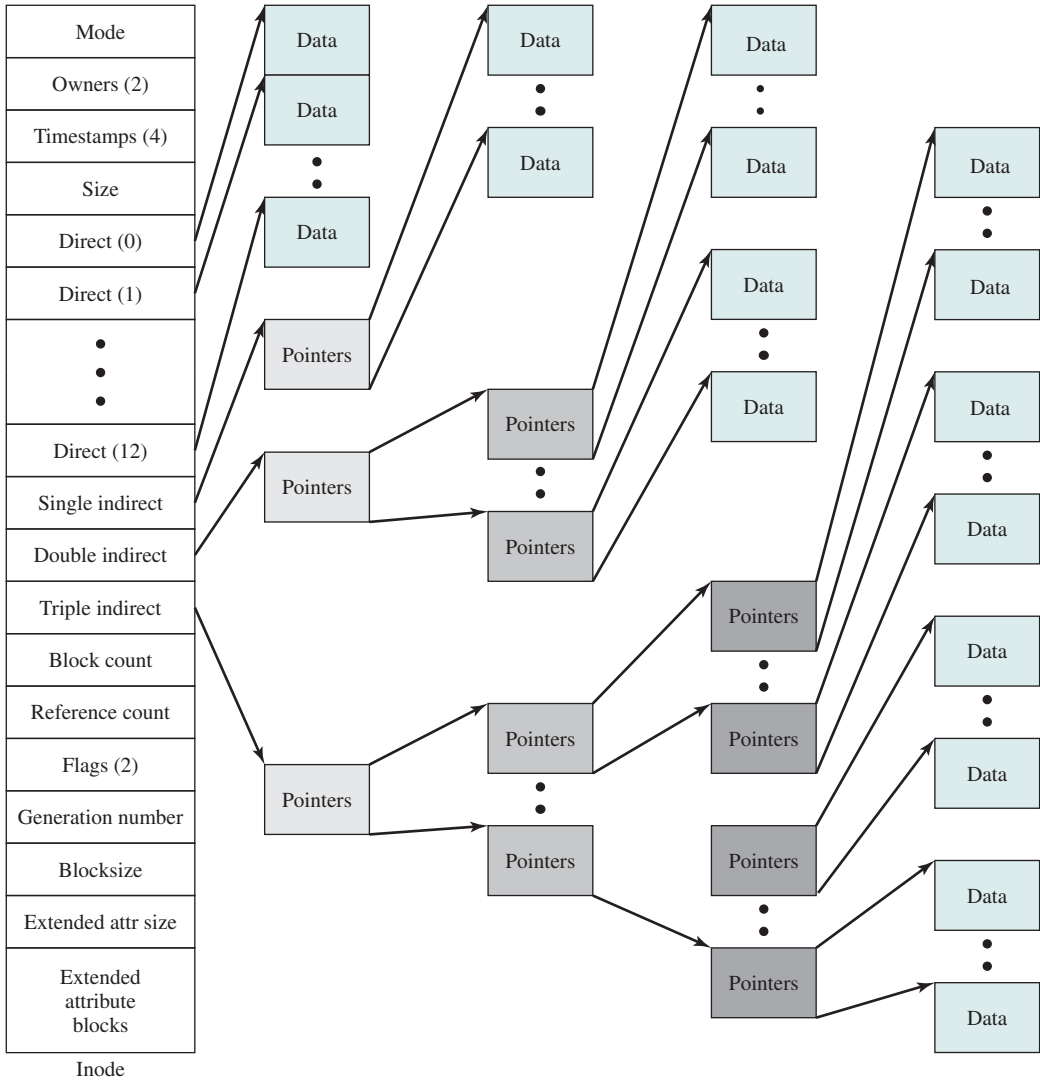 Mode
Owners (2)
Timestamps (4)
Size
Direct (0)
Direct (1)
Direct (12)
Single indirect
Double indirect
Triple indirect
Block count
Reference count
Flags (2)
Generation number
Blocksize
Extended attr size
Extended
attribute
blocks
Inode
Data
Data
Data
Pointers
Pointers
Pointers
Data
Data
Pointers
Pointers
Pointers
Pointers
Data
Data
Data
Data
Pointers
Pointers
Pointers
Pointers
Data
Data
Data
Data
Data
Data
Data
Data